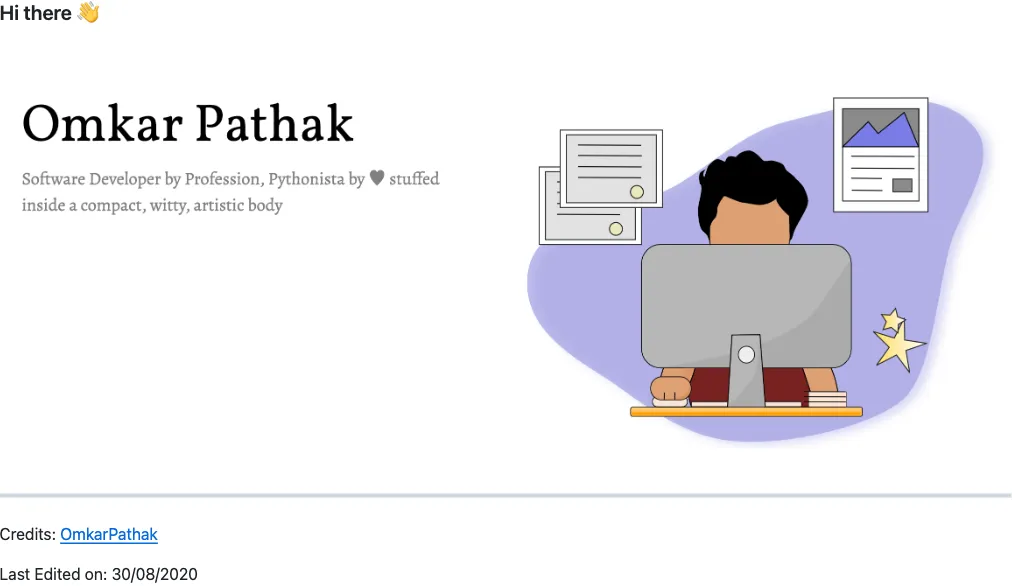 Hi there 👋
Omkar Pathak
Software Developer by Profession, Pythonista by ♥ stuffed
inside a compact, witty, artistic body
Credits: OmkarPathak
Last Edited on: 30/08/2020